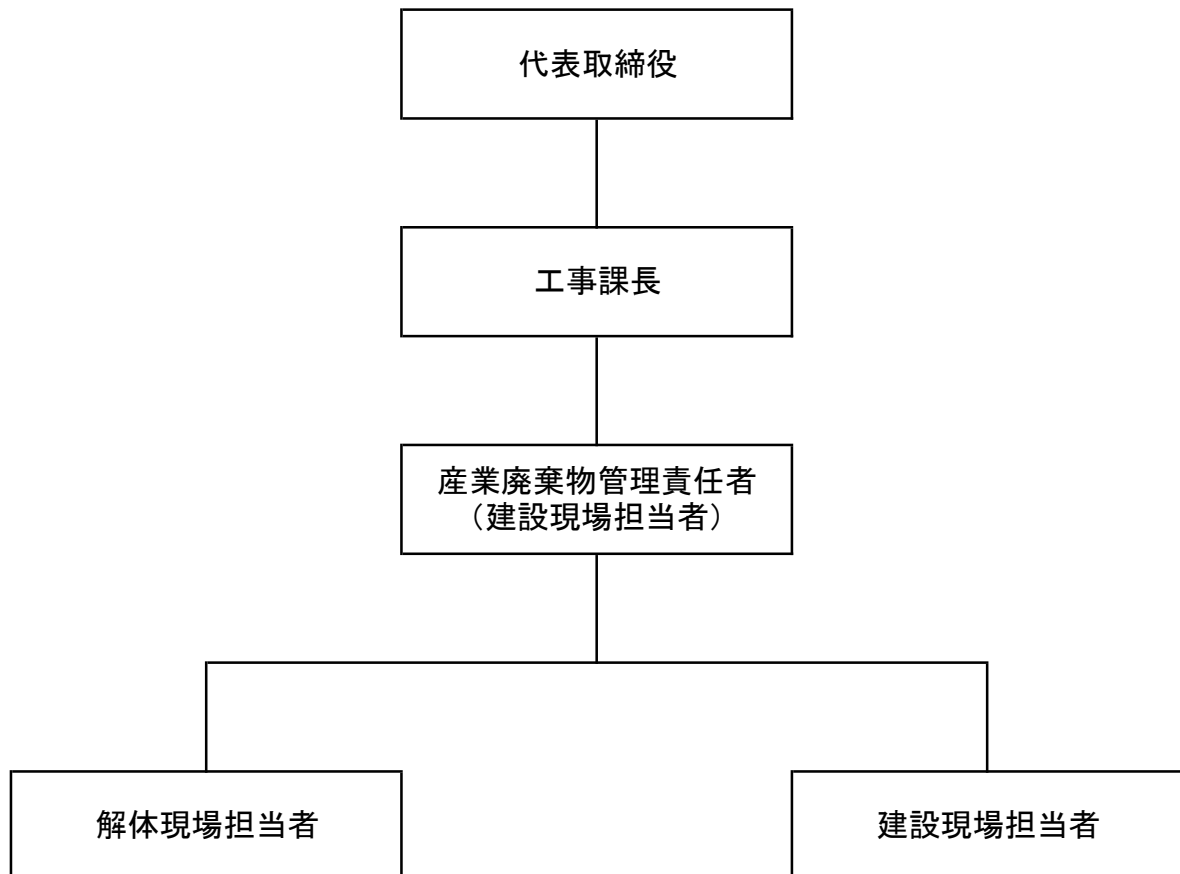 代表取締役
工事課長
産業廃棄物管理責任者
（建設現場担当者）
解体現場担当者
建設現場担当者